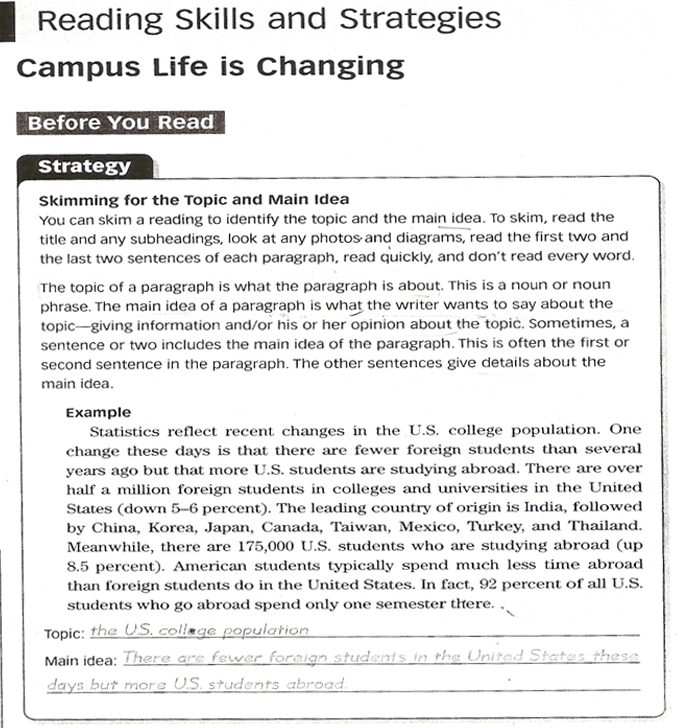 Reading Skills and Strategies
Campus Life is Changing
Before You Read
Strategy
Skimming for the Topic and Main Idea
You can skim a reading to identify the topic and the main idea. To skim, read the
title and any subheadings, look at any photos and diagrams, read the first two and
the last two sentences of each paragraph, read quickly, and don't read every word.
The topic of a paragraph is what the paragraph is about. This is a noun or noun
phrase. The main idea of a paragraph is what the writer wants to say about the
topic—giving information and/or his or her opinion about the topic. Sometimes, a
sentence or two includes the main idea of the paragraph. This is often the first or
second sentence in the paragraph. The other sentences give details about the
main idea.
Example
Statistics reflect recent changes in the U.S. college population. One
change these days is that there are fewer foreign students than several
years ago but that more U.S. students are studying abroad. There are over
half a million foreign students in colleges and universities in the United
States (down 5–6 percent). The leading country of origin is India, followed
by China, Korea, Japan, Canada, Taiwan, Mexico, Turkey, and Thailand.
Meanwhile, there are 175,000 U.S. students who are studying abroad (up
8.5 percent). American students typically spend much less time abroad
than foreign students do in the United States. In fact, 92 percent of all U.S.
students who go abroad spend only one semester there.
Topic: the U.S. college population
Main idea: There are fewer foreign students in the United States these
days but more U.S. students abroad.